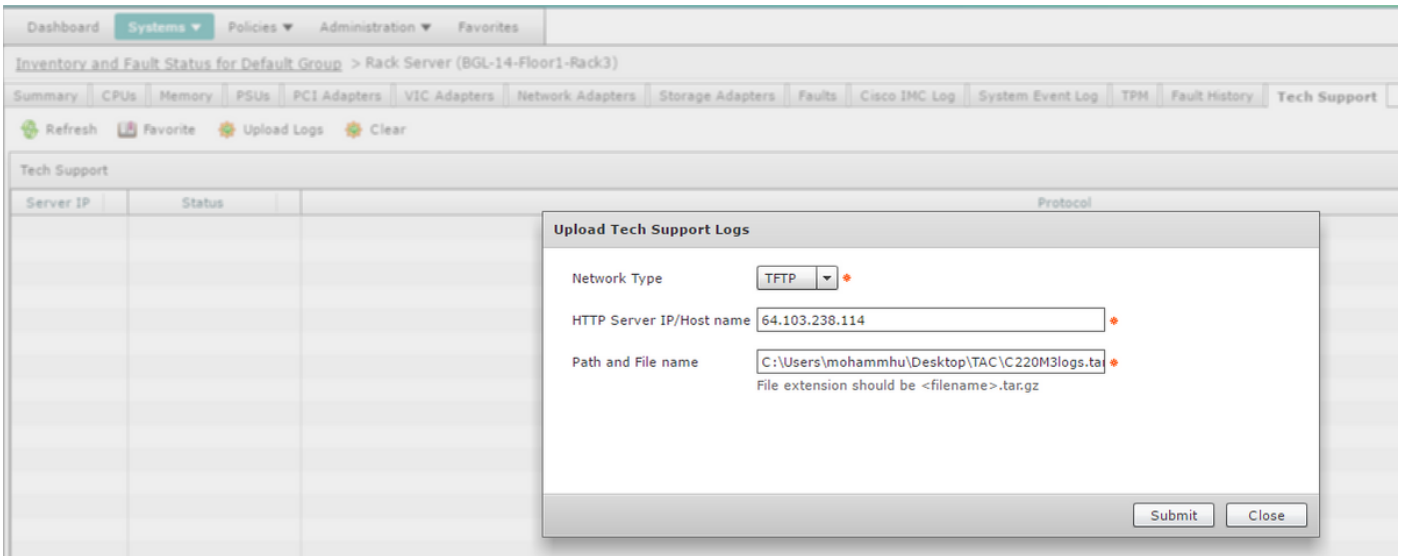 Dashboard Systems ▼ Policies ▼ Administration ▼ Favorites
Inventory and Fault Status for Default Group > Rack Server (BGL-14-Floor1-Rack3)
Summary CPUs Memory PSUs PCI Adapters VIC Adapters Network Adapters Storage Adapters Faults Cisco IMC Log System Event Log TPM Fault History Tech Support
Refresh Favorite Upload Logs Clear
Tech Support
Server IP Status Protocol
Upload Tech Support Logs
Network Type TFTP
HTTP Server IP/Host name 64.103.238.114
Path and File name C:\Users\mohammhu\Desktop\TAC\C220M3logs.tar
File extension should be <filename>.tar.gz
Submit Close